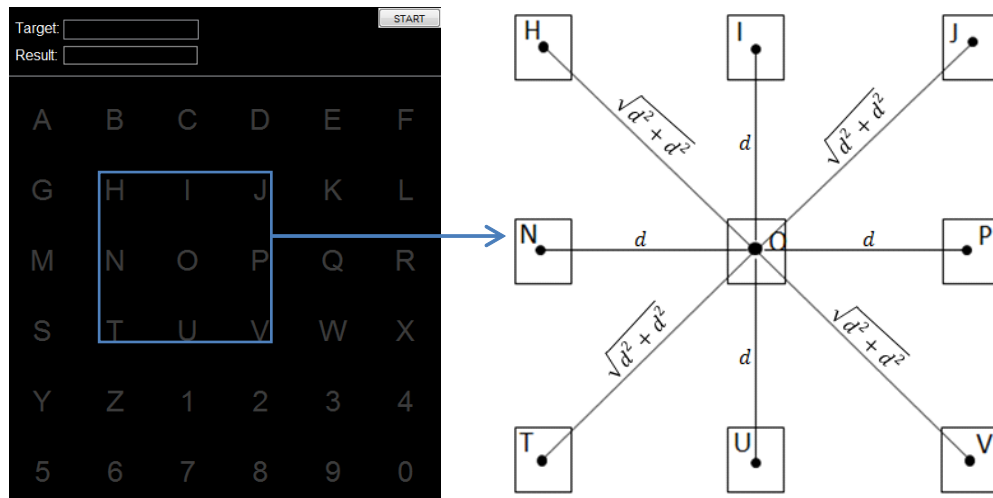 START
Target:
Result:
A B C D E F
G H I J K L
M N O P Q R
S T U V W X
Y Z 1 2 3 4
5 6 7 8 9 0
H I J
√d² + d² d √d² + d²
N d O d P
√d² + d² d √d² + d²
T U V